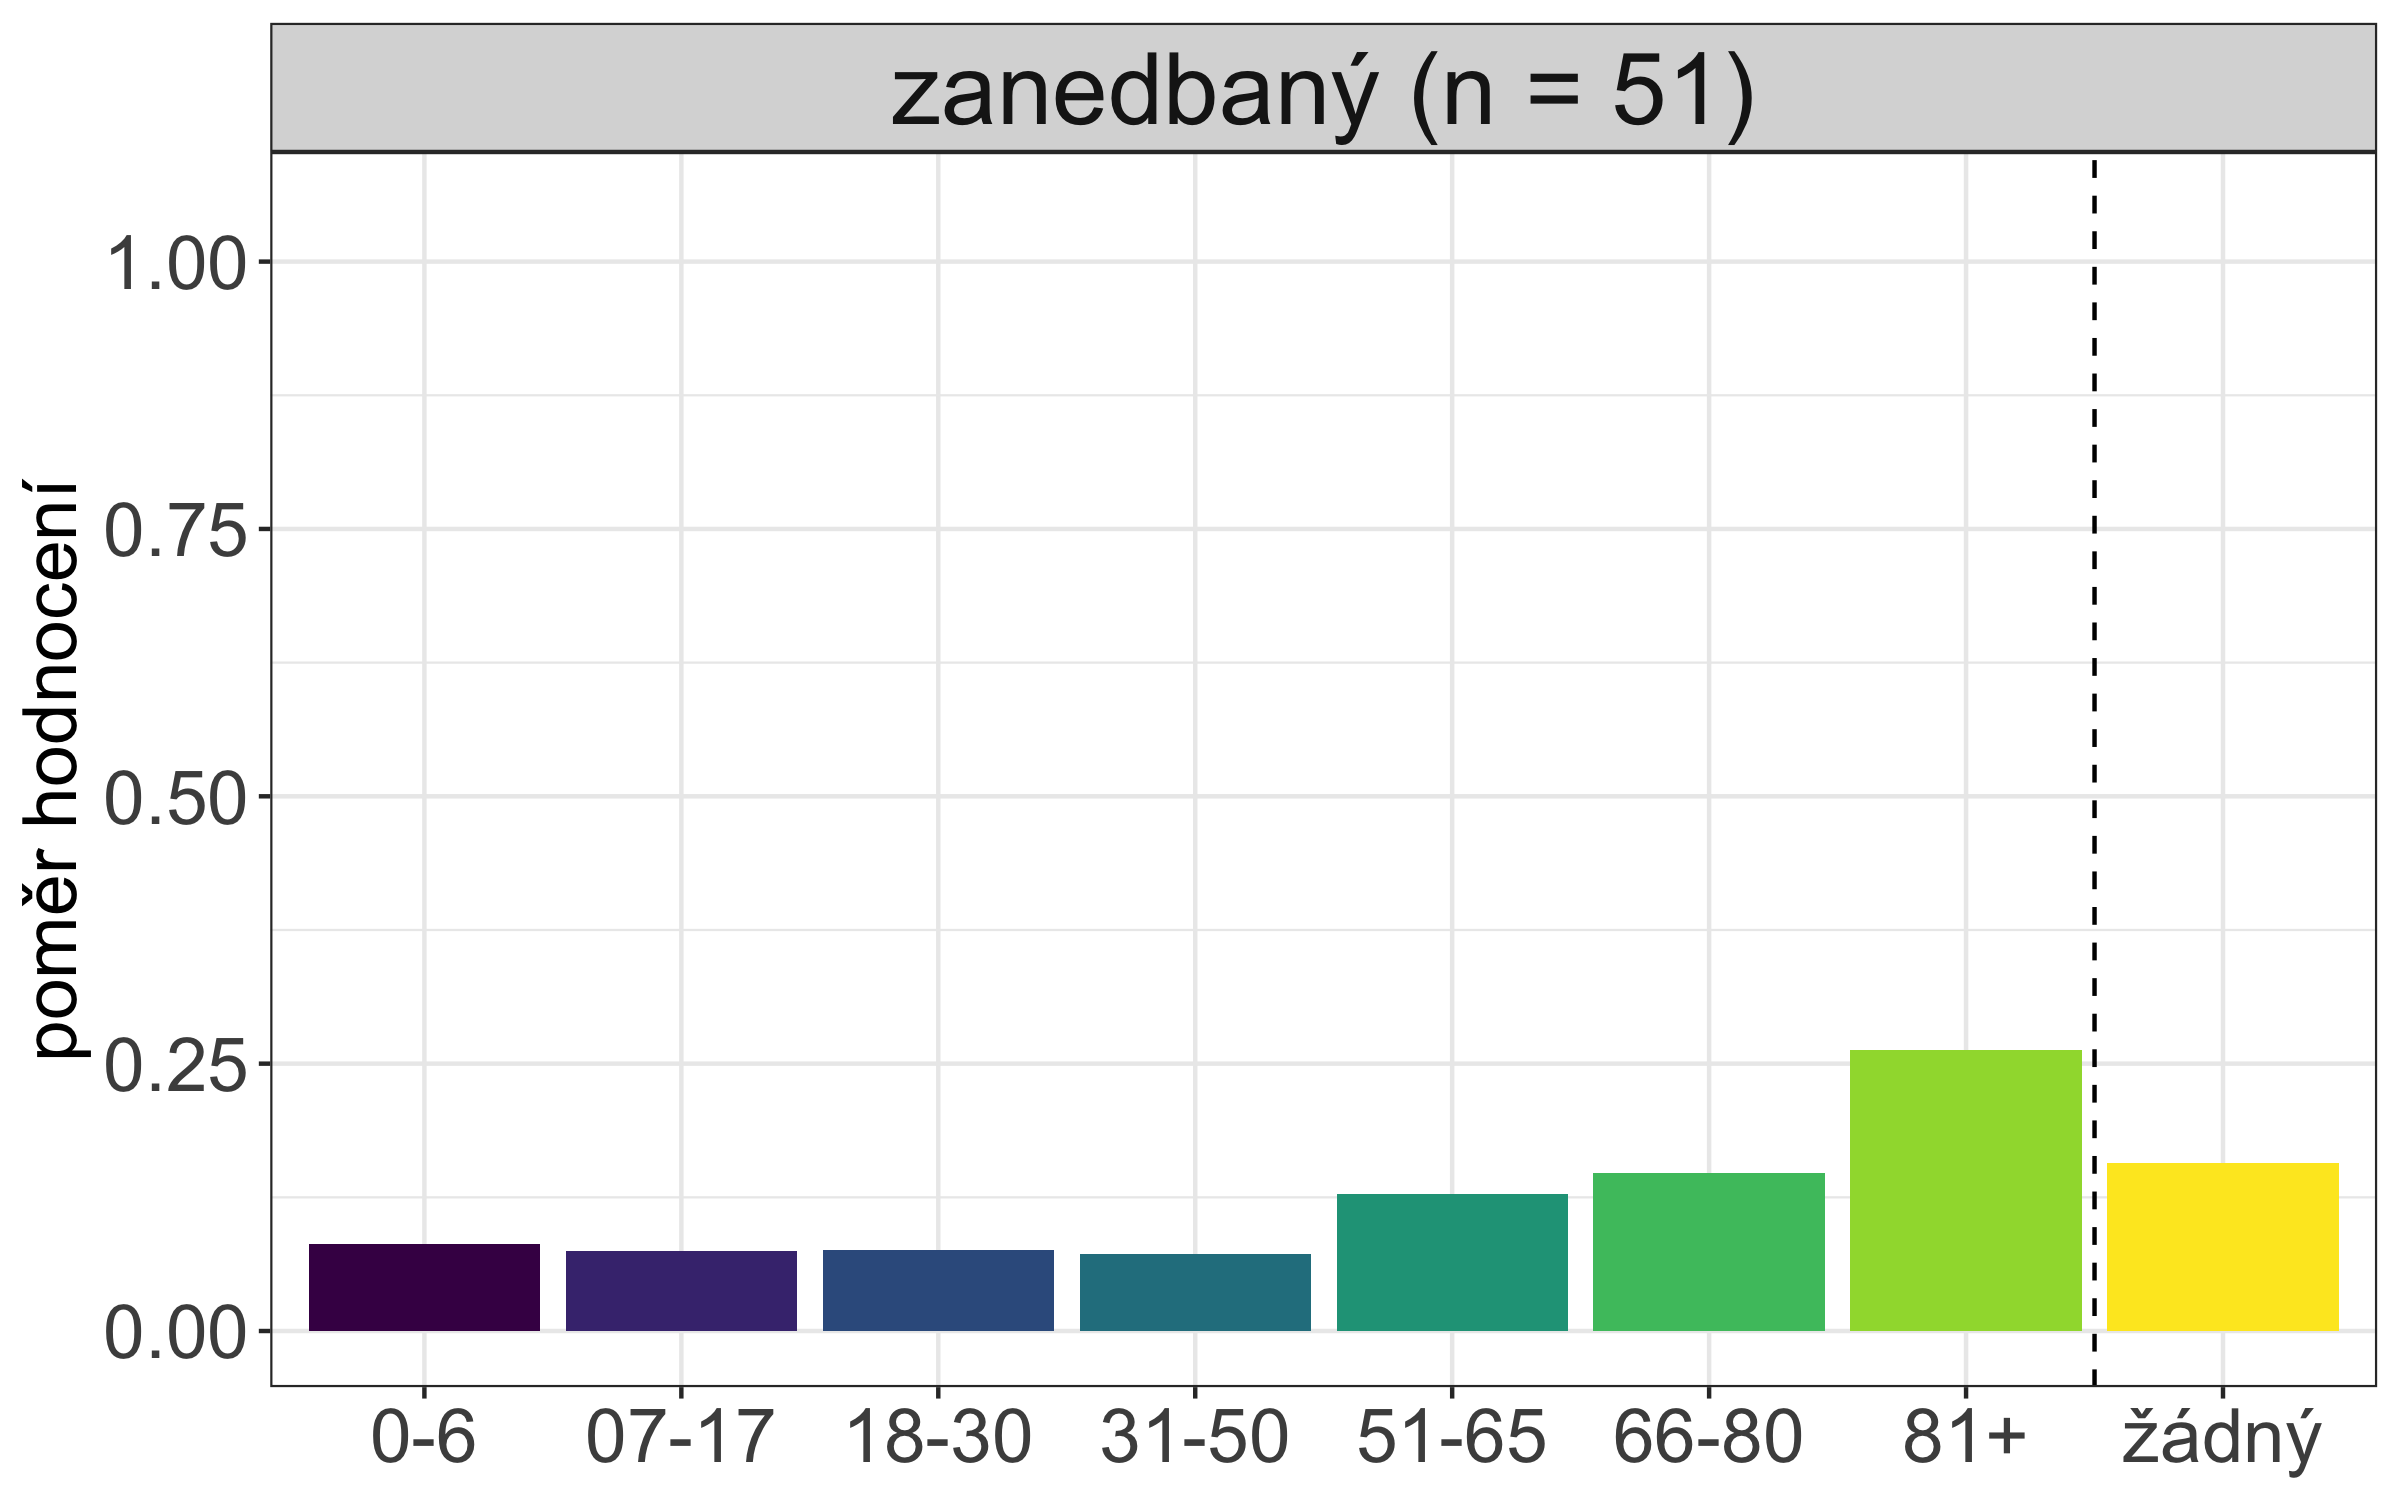 zanedbaný (n = 51)
poměr hodnocení
1.00
0.75
0.50
0.25
0.00
0-6 07-17 18-30 31-50 51-65 66-80 81+ žádný